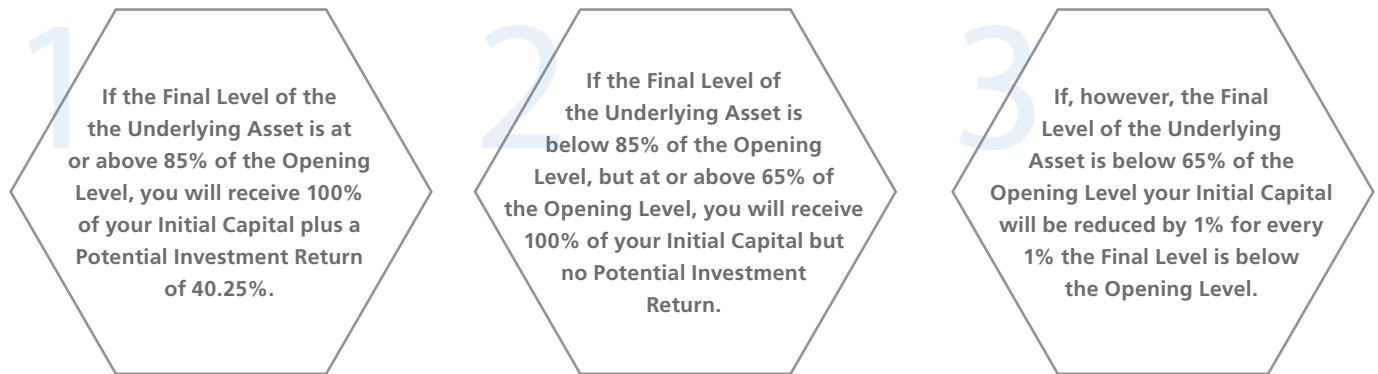 1
If the Final Level of the
the Underlying Asset is at
or above 85% of the Opening
Level, you will receive 100%
of your Initial Capital plus a
Potential Investment Return
of 40.25%.
2
If the Final Level of
the Underlying Asset is
below 85% of the Opening
Level, but at or above 65% of
the Opening Level, you will receive
100% of your Initial Capital but
no Potential Investment
Return.
3
If, however, the Final
Level of the Underlying
Asset is below 65% of the
Opening Level your Initial Capital
will be reduced by 1% for every
1% the Final Level is below
the Opening Level.